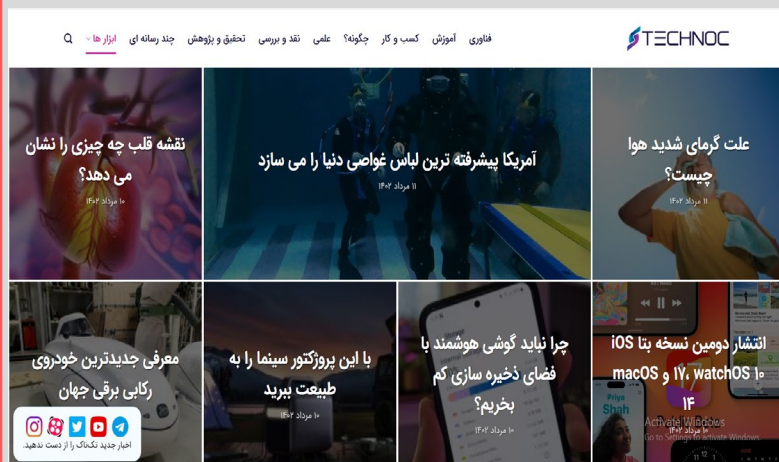 TECHNOC
فناوری آموزش کسب و کار چگونه؟ علمی نقد و بررسی تحقیق و پژوهش چند رسانه ای ابزار ها
علت گرمای شدید هوا
چیست؟
۱۱ مرداد ۱۴۰۲
آمریکا پیشرفته ترین لباس غواصی دنیا را می سازد
۱۱ مرداد ۱۴۰۲
نقشه قلب چه چیزی را نشان
می دهد؟
۱۰ مرداد ۱۴۰۲
انتشار دومین نسخه بتا iOS
۱۷، watchOS ۱۰ و macOS
۱۴
۱۰ مرداد ۱۴۰۲
Priya
Shah
چرا نباید گوشی هوشمند با
فضای ذخیره سازی کم
بخریم؟
۱۰ مرداد ۱۴۰۲
با این پروژکتور سینما را به
طبیعت ببرید
۱۰ مرداد ۱۴۰۲
معرفی جدیدترین خودروی
رکابی برقی جهان
اخبار جدید تکناک را از دست ندهید.
Activate Windows
Go to Settings to activate Windows.